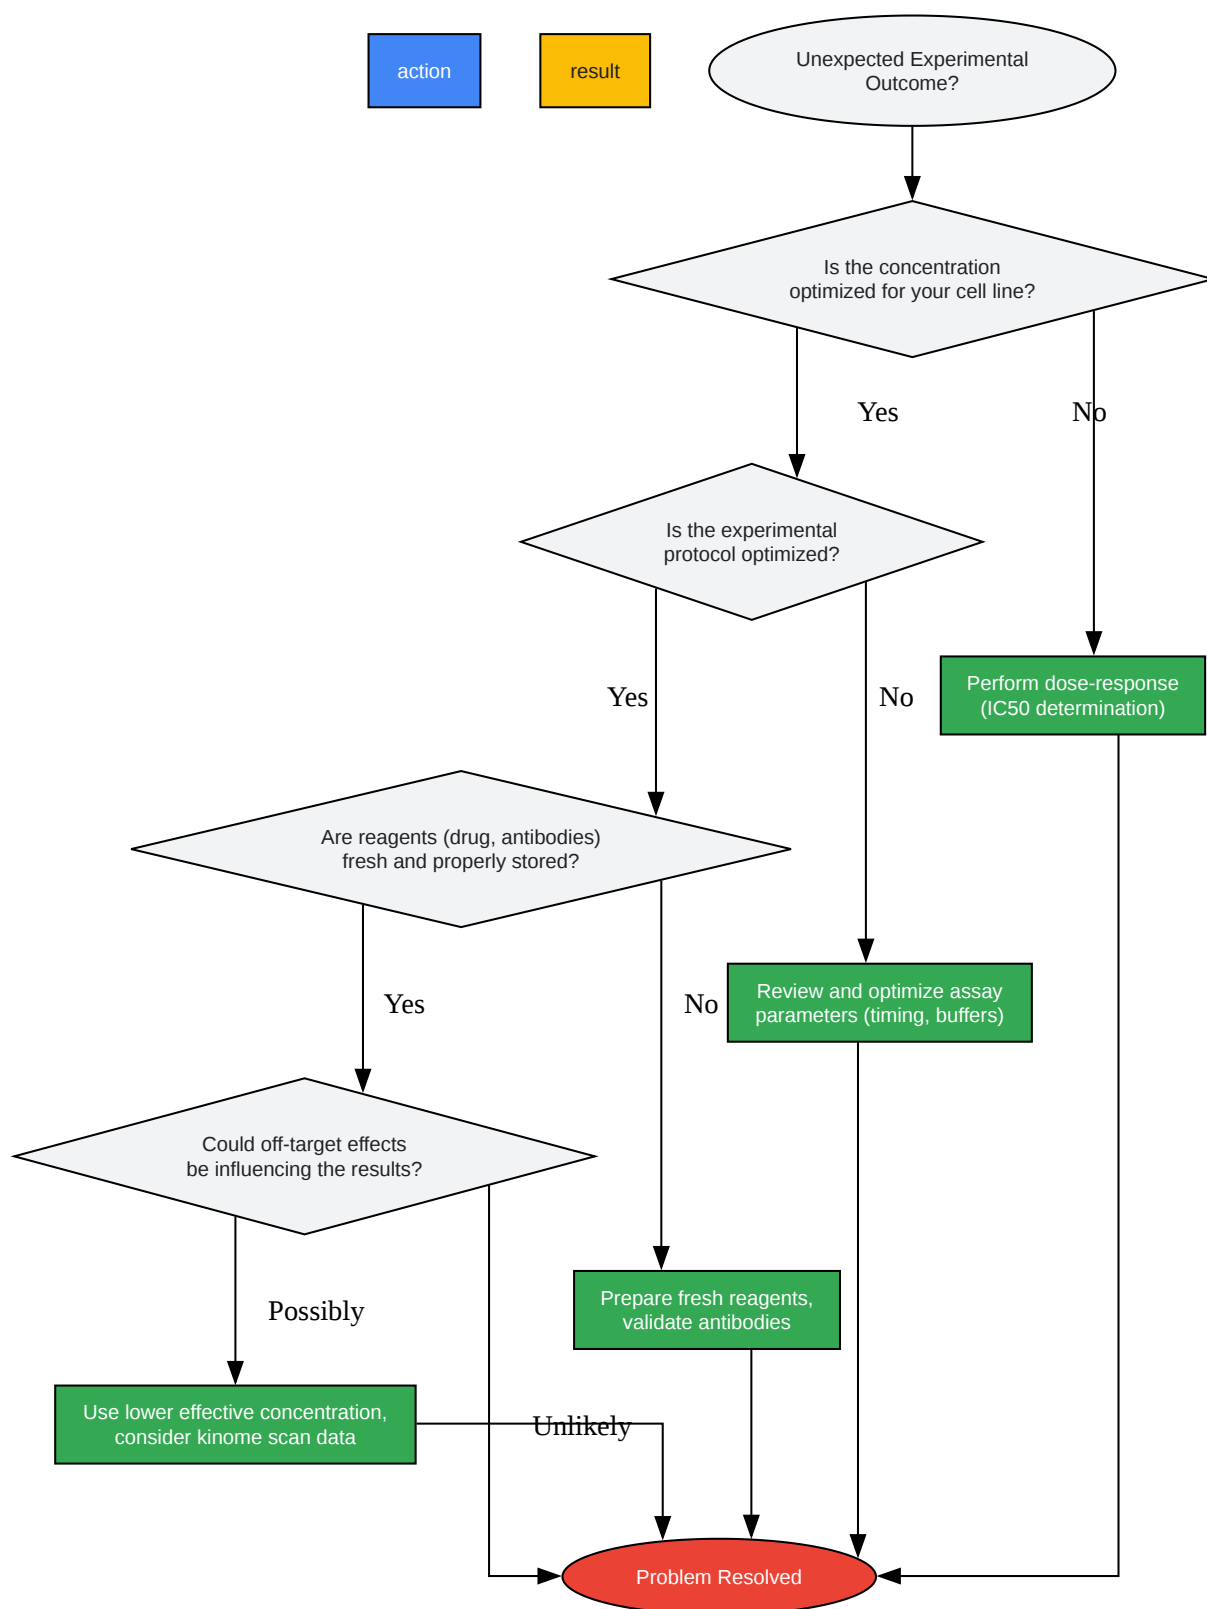 action
result
Unexpected Experimental
Outcome?
Is the concentration
optimized for your cell line?
Yes
No
Is the experimental
protocol optimized?
Yes
No
Perform dose-response
(IC50 determination)
Are reagents (drug, antibodies)
fresh and properly stored?
Yes
No
Review and optimize assay
parameters (timing, buffers)
Could off-target effects
be influencing the results?
Possibly
Prepare fresh reagents,
validate antibodies
Use lower effective concentration,
consider kinome scan data
Unlikely
Problem Resolved